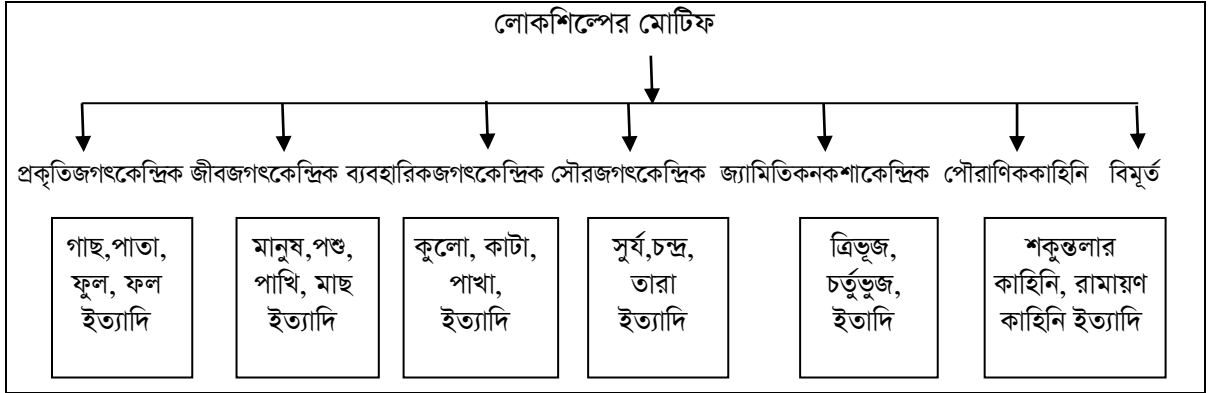 লোকশিল্পের মোটিফ
প্রকৃতিজগৎকেন্দ্রিক জীবজগৎকেন্দ্রিক ব্যবহারিকজগৎকেন্দ্রিক সৌরজগৎকেন্দ্রিক জ্যামিতিকনকশাকেন্দ্রিক পৌরাণিককাহিনি বিমূর্ত
গাছ,পাতা,
ফুল, ফল
ইত্যাদি
মানুষ,পশু,
পাখি, মাছ
ইত্যাদি
কুলো, কাটা,
পাখা,
ইত্যাদি
সুর্য,চন্দ্র,
তারা
ইত্যাদি
ত্রিভূজ,
চর্তুভুজ,
ইতাদি
শকুন্তলার
কাহিনি, রামায়ণ
কাহিনি ইত্যাদি